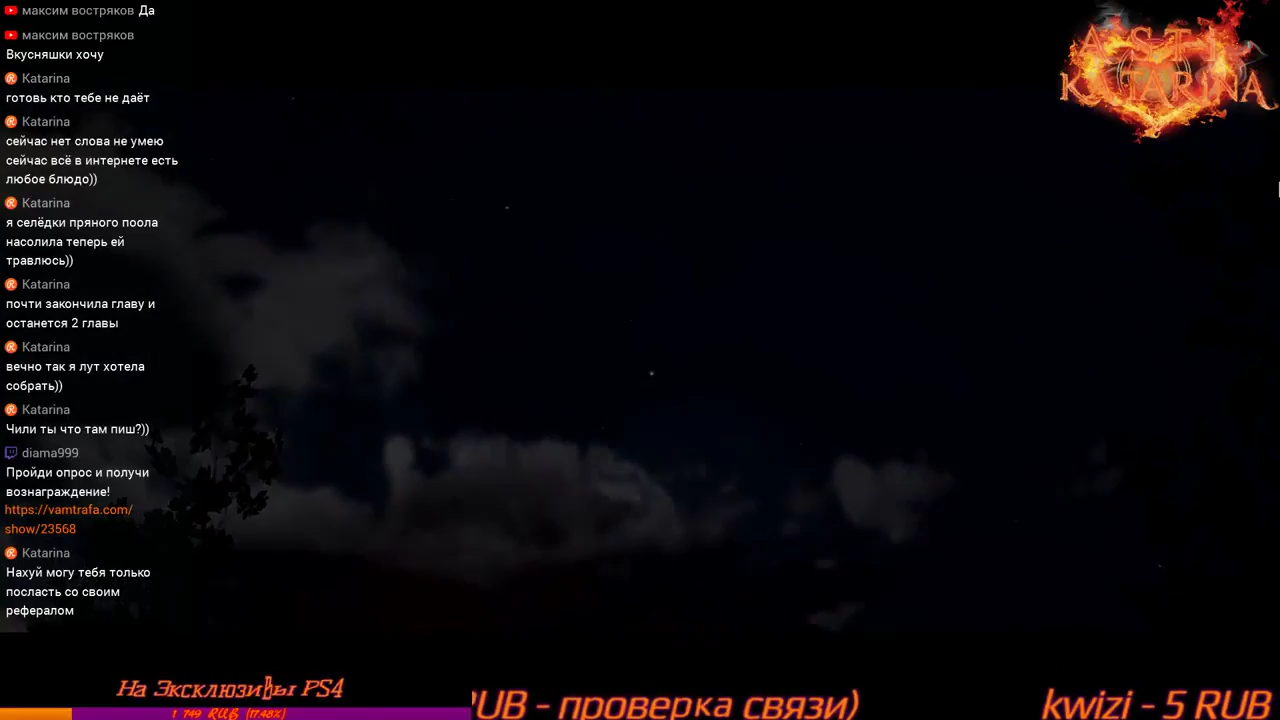 максим востряков Да
максим востряков
Вкусняшки хочу
Katarina
готовь кто тебе не даёт
Katarina
сейчас нет слова не умею
сейчас всё в интернете есть
любое блюдо))
Katarina
я селёдки пряного поола
насолила теперь ей
травлюсь))
Katarina
почти закончила главу и
останется 2 главы
Katarina
вечно так я лут хотела
собрать))
Katarina
Чили ты что там пиш?))
diama999
Пройди опрос и получи
вознаграждение!
https://vamtrafa.com/
show/23568
Katarina
Нахуй могу тебя только
послать со своим
рефералом
KATARINA
На Эксклюзивы PS4
1 749 RUB (17.48%)
RUB - проверка связи)
kwizi - 5 RUB